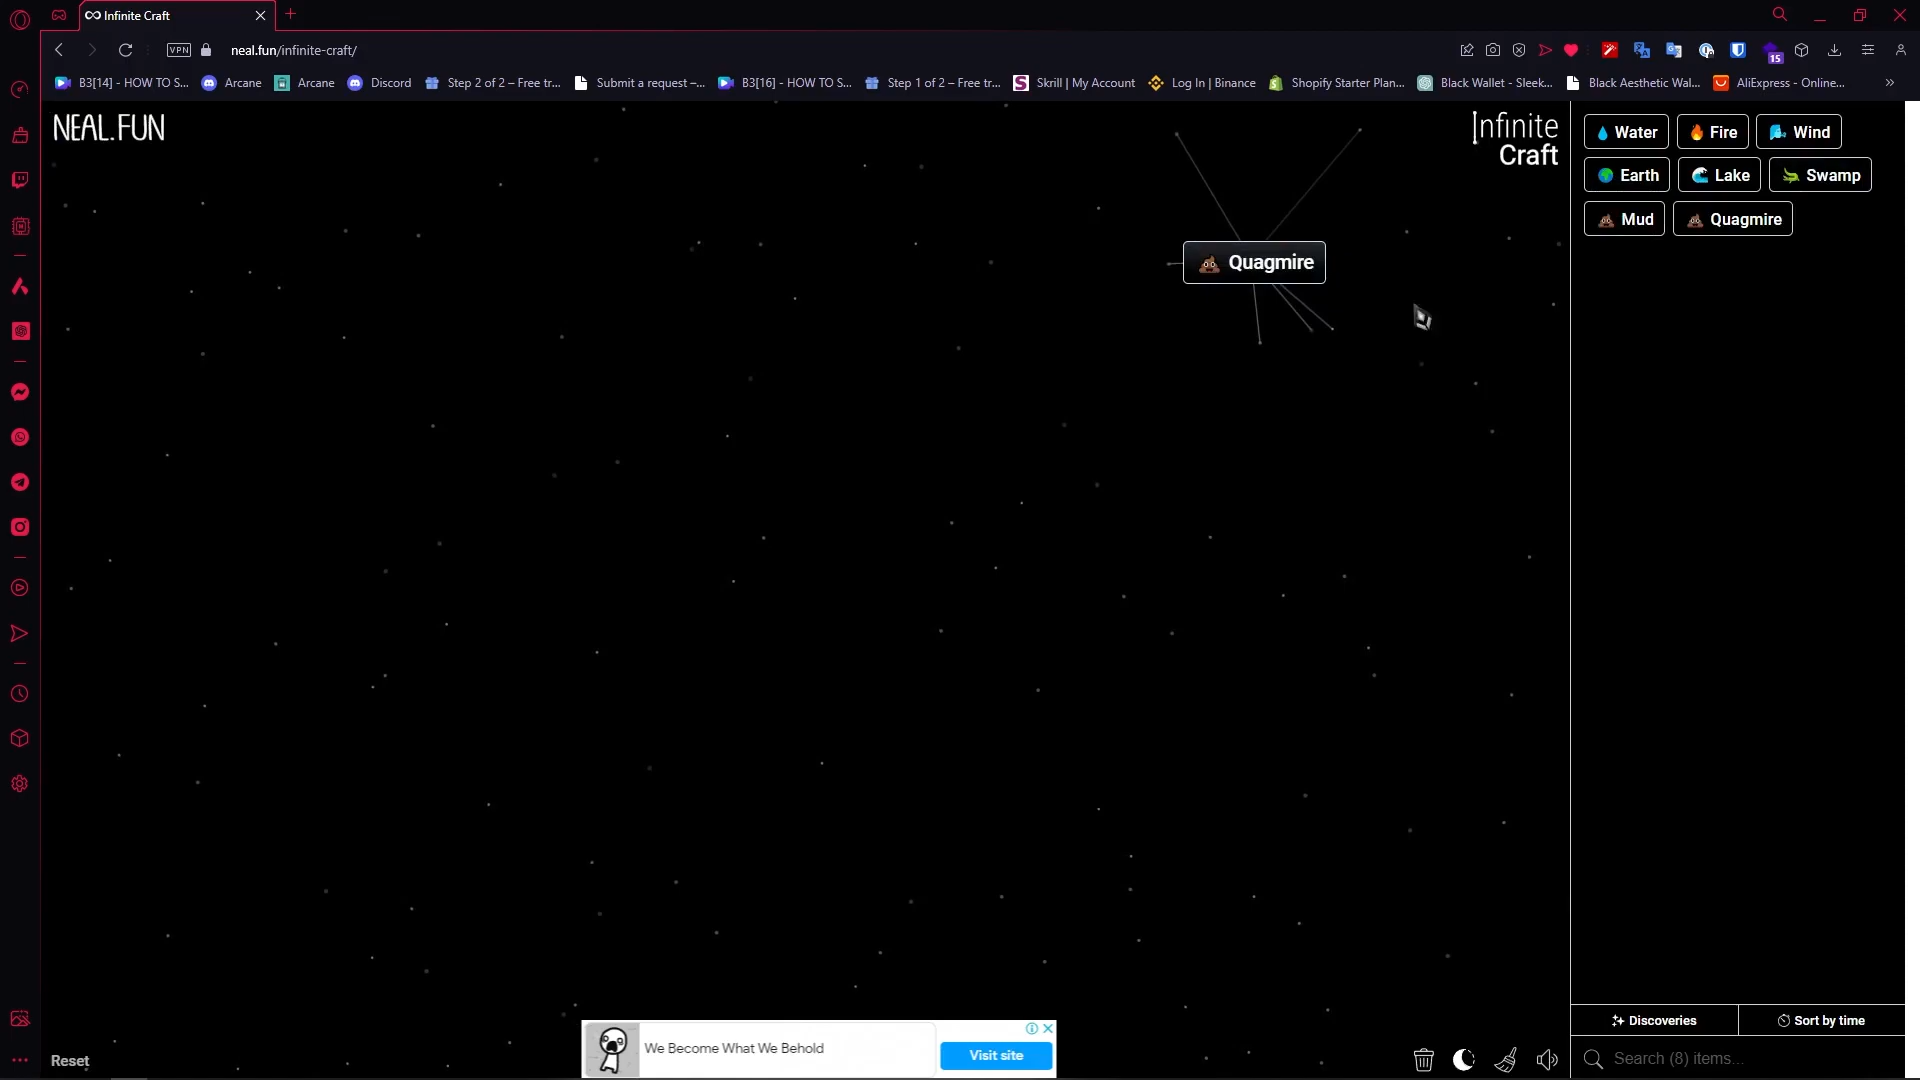 Infinite Craft
VPN
neal.fun/infinite-craft/
15
B3[14] - HOW TO S...
Arcane
Arcane
Discord
Step 2 of 2 – Free tr...
Submit a request –...
B3[16] - HOW TO S...
Step 1 of 2 – Free tr...
Skrill | My Account
Log In | Binance
Shopify Starter Plan...
Black Wallet - Sleek...
Black Aesthetic Wal...
AliExpress - Online...
NEAL.FUN
Infinite
Craft
Water
Fire
Wind
Earth
Lake
Swamp
Mud
Quagmire
Quagmire
We Become What We Behold
Visit site
Reset
Discoveries
Sort by time
Search (8) items...